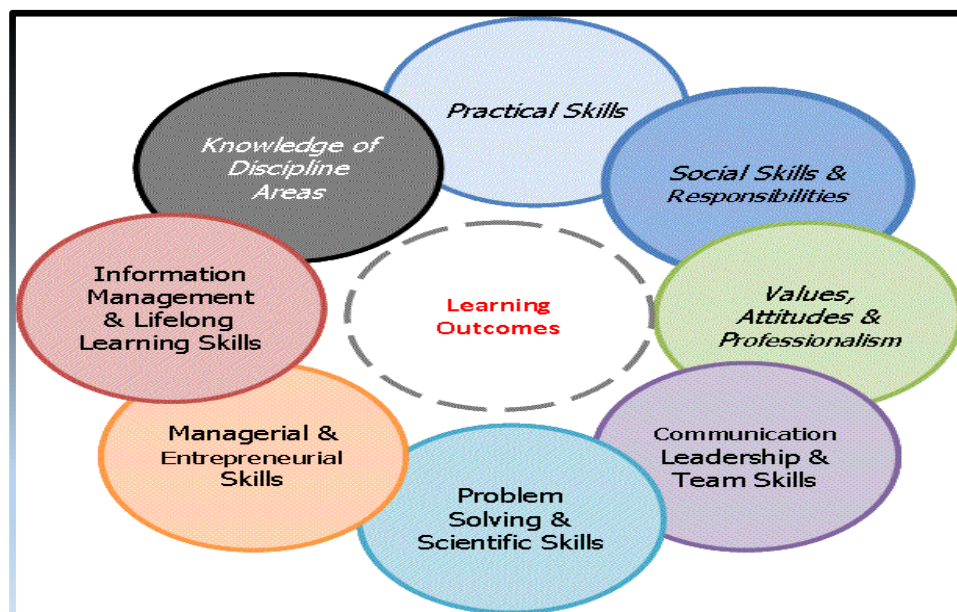 Practical Skills
Knowledge of
Discipline
Areas
Social Skills &
Responsibilities
Information
Management
& Lifelong
Learning Skills
Learning
Outcomes
Values,
Attitudes &
Professionalism
Managerial &
Entrepreneurial
Skills
Communication
Leadership &
Team Skills
Problem
Solving &
Scientific Skills